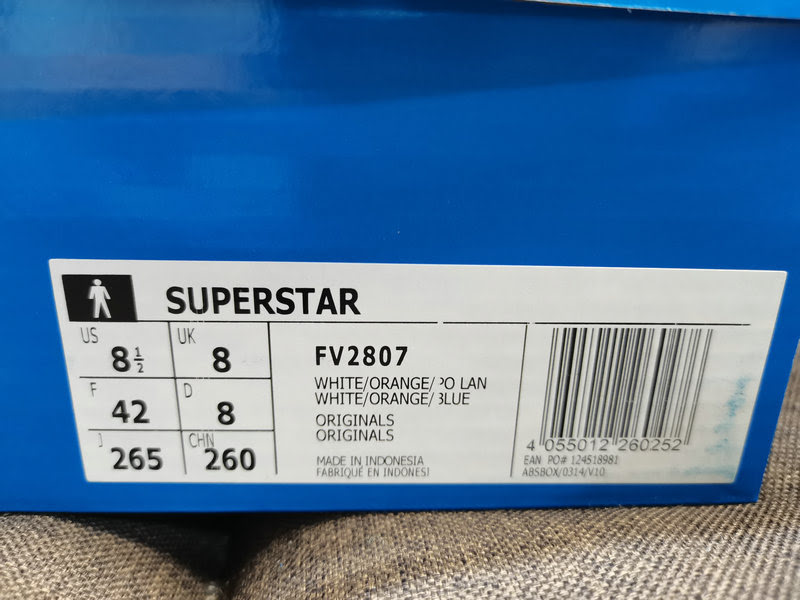 SUPERSTAR
US 8½ UK 8
F 42 D 8
J 265 CHN 260
FV2807
WHITE/ORANGE/PO LAN
WHITE/ORANGE/BLUE
ORIGINALS
ORIGINALS
MADE IN INDONESIA
FABRIQUÉ EN INDONESI
4 055012 260252
EAN PO# 124518981
ABSBOX/0314/V10